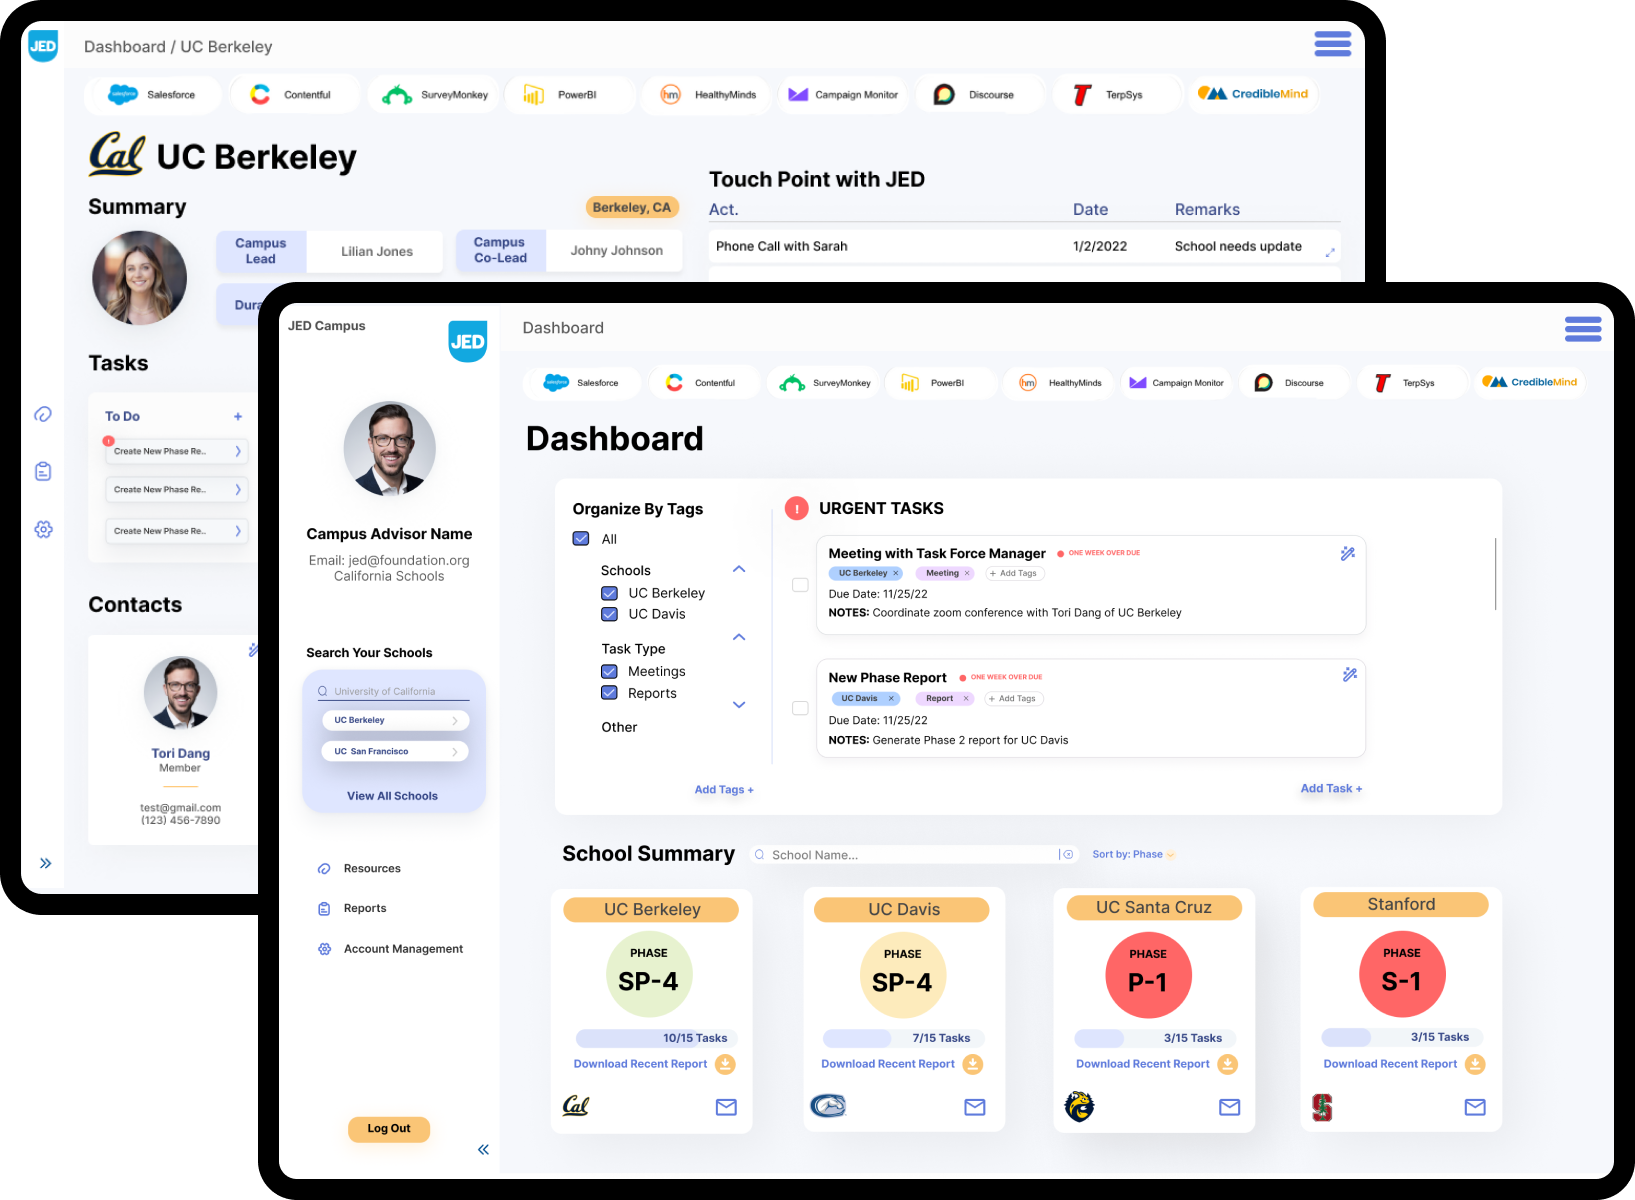 JED
Dashboard / UC Berkeley
salesforce Salesforce
Contentful
SurveyMonkey
PowerBI
hm HealthyMinds
Campaign Monitor
Discourse
T TerpSys
CredibleMind
Cal UC Berkeley
Summary
Berkeley, CA
Campus Lead
Lilian Jones
Campus Co-Lead
Johny Johnson
Dura
Touch Point with JED
Act. Date Remarks
Phone Call with Sarah 1/2/2022 School needs update
Tasks
To Do +
!
Create New Phase Re..
Create New Phase Re..
Create New Phase Re..
Contacts
Tori Dang
Member
test@gmail.com
(123) 456-7890
JED Campus
JED
Campus Advisor Name
Email: jed@foundation.org
California Schools
Search Your Schools
University of California
UC Berkeley
UC San Francisco
View All Schools
Resources
Reports
Account Management
Log Out
Dashboard
salesforce Salesforce
Contentful
SurveyMonkey
PowerBI
hm HealthyMinds
Campaign Monitor
Discourse
T TerpSys
CredibleMind
Dashboard
Organize By Tags
All
Schools
UC Berkeley
UC Davis
Task Type
Meetings
Reports
Other
Add Tags +
! URGENT TASKS
Meeting with Task Force Manager ONE WEEK OVER DUE
UC Berkeley × Meeting × + Add Tags
Due Date: 11/25/22
NOTES: Coordinate zoom conference with Tori Dang of UC Berkeley
New Phase Report ONE WEEK OVER DUE
UC Davis × Report × + Add Tags
Due Date: 11/25/22
NOTES: Generate Phase 2 report for UC Davis
Add Task +
School Summary
School Name...
Sort by: Phase
UC Berkeley
PHASE
SP-4
10/15 Tasks
Download Recent Report
Cal
UC Davis
PHASE
SP-4
7/15 Tasks
Download Recent Report
UC Santa Cruz
PHASE
P-1
3/15 Tasks
Download Recent Report
Stanford
PHASE
S-1
3/15 Tasks
Download Recent Report
S